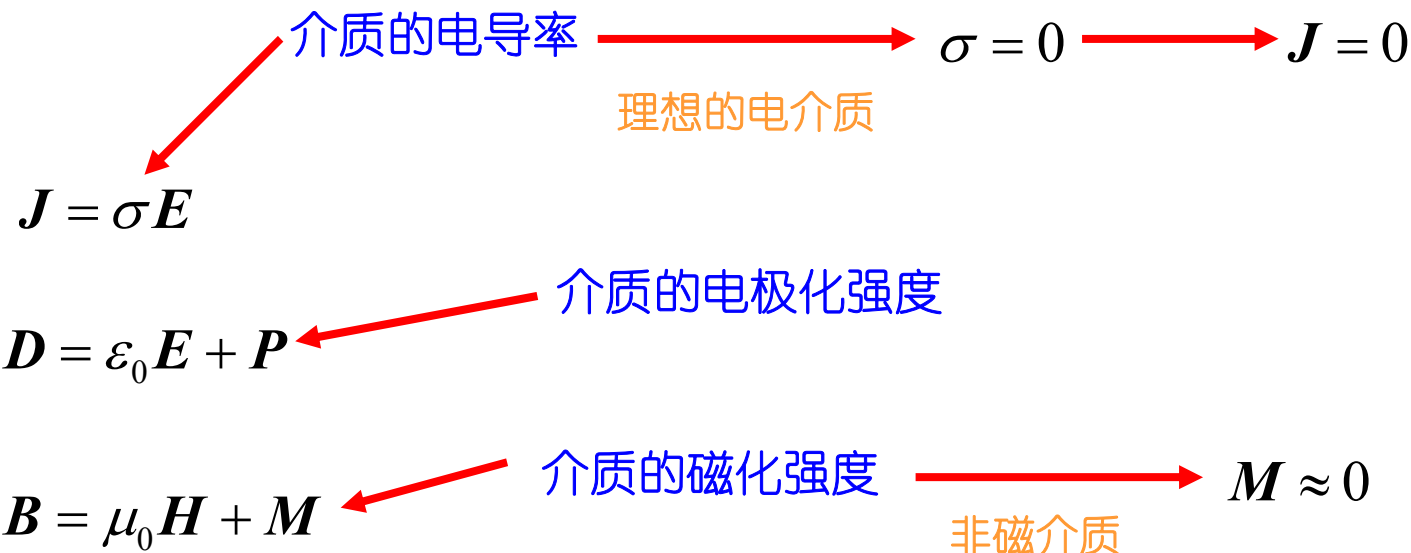 介质的电导率 σ = 0 J = 0
理想的电介质
J = σE
介质的电极化强度
D = ε₀E + P
介质的磁化强度 M ≈ 0
B = μ₀H + M
非磁介质